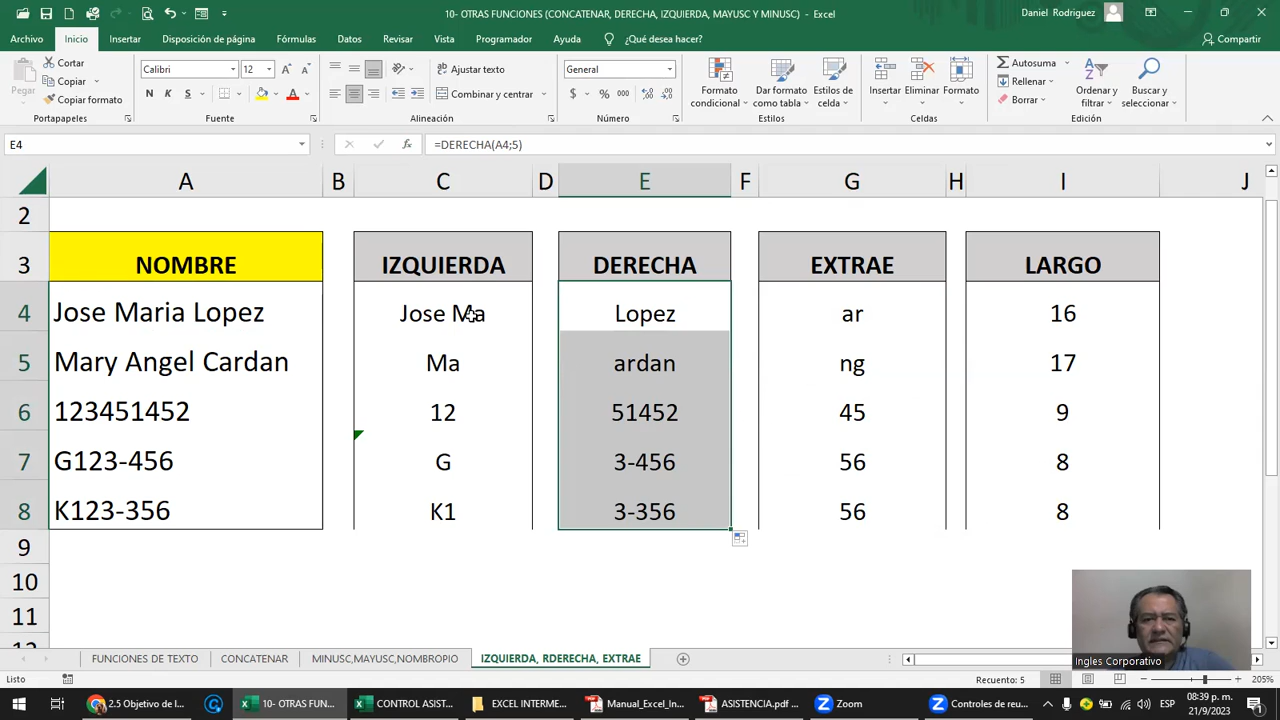 10- OTRAS FUNCIONES (CONCATENAR, DERECHA, IZQUIERDA, MAYUSC Y MINUSC) - Excel
Daniel Rodriguez
Archivo Inicio Insertar Disposición de página Fórmulas Datos Revisar Vista Programador Ayuda ¿Qué desea hacer? Compartir
Pegar
Cortar
Copiar
Copiar formato
Portapapeles
Calibri 12
N K S
Fuente
Ajustar texto
Combinar y centrar
Alineación
General
$ % 000
Número
Formato condicional
Dar formato como tabla
Estilos de celda
Estilos
Insertar Eliminar Formato
Celdas
Autosuma
Rellenar
Borrar
Ordenar y filtrar
Buscar y seleccionar
Edición
E4 fx =DERECHA(A4;5)
A B C D E F G H I J
2
3 NOMBRE IZQUIERDA DERECHA EXTRAE LARGO
4 Jose Maria Lopez Jose Ma Lopez ar 16
5 Mary Angel Cardan Ma ardan ng 17
6 123451452 12 51452 45 9
7 G123-456 G 3-456 56 8
8 K123-356 K1 3-356 56 8
9
10
11
Ingles Corporativo
FUNCIONES DE TEXTO CONCATENAR MINUSC,MAYUSC,NOMBROPIO IZQUIERDA, RDERECHA, EXTRAE
Listo Recuento: 5 205%
2.5 Objetivo de l... 10- OTRAS FUN... CONTROL ASIST... EXCEL INTERME... Manual_Excel_In... ASISTENCIA.pdf ... Zoom Controles de reu... ESP
08:39 p. m.
21/9/2023